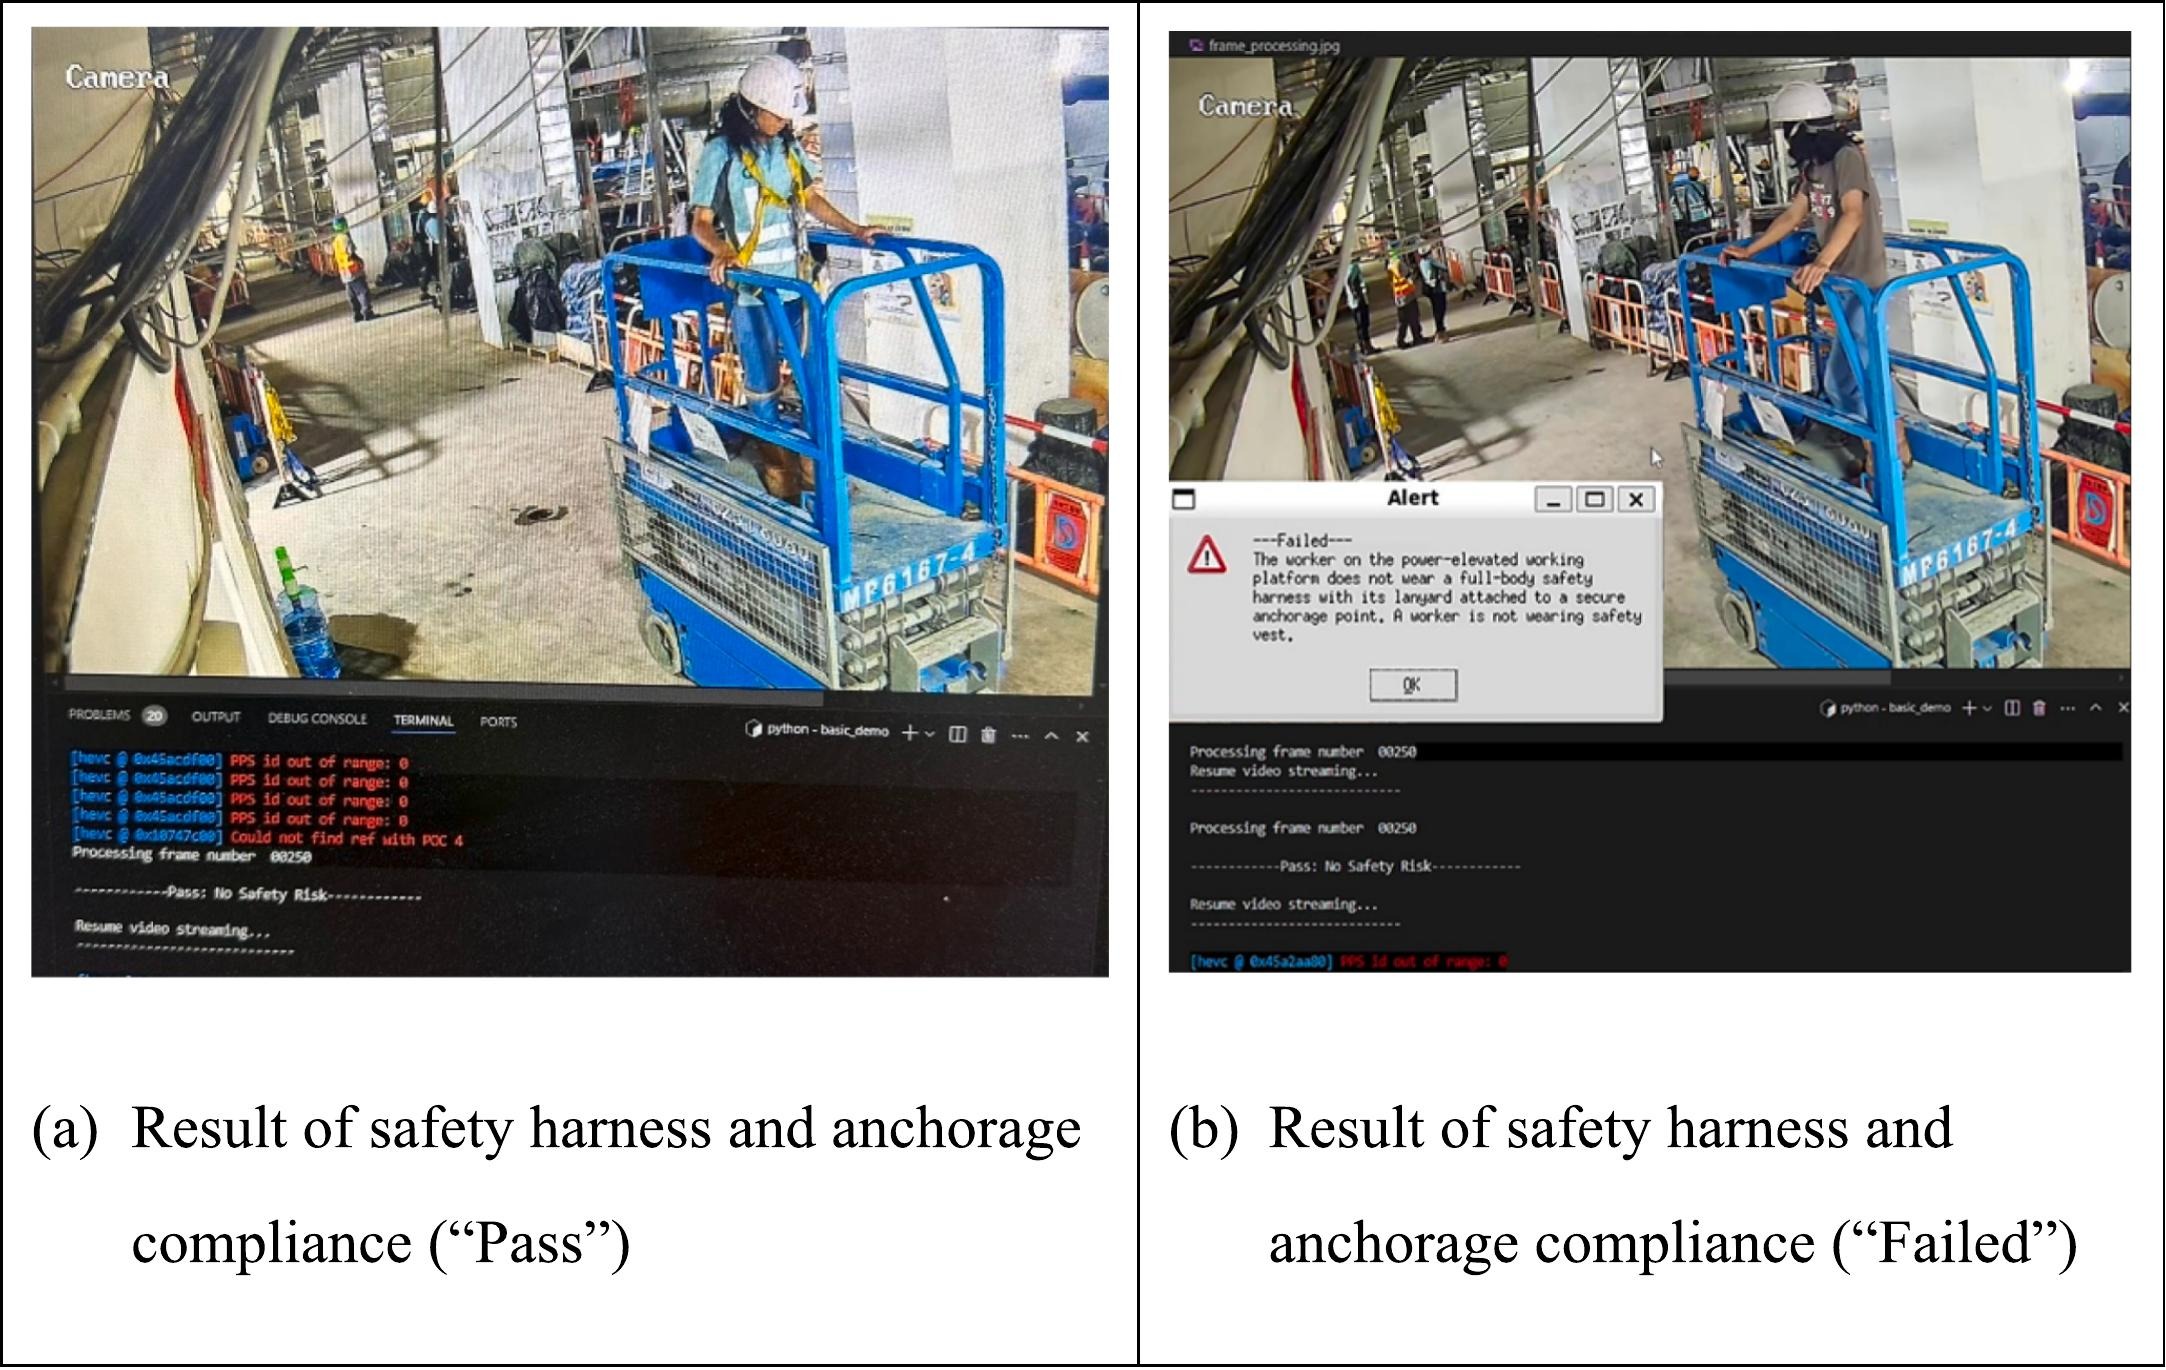 Camera
MP6167-4
PROBLEMS 20 OUTPUT DEBUG CONSOLE TERMINAL PORTS
python - basic_demo
[hevc @ 0x45acdf00] PPS id out of range: 0
[hevc @ 0x45acdf00] PPS id out of range: 0
[hevc @ 0x45acdf00] PPS id out of range: 0
[hevc @ 0x45acdf00] PPS id out of range: 0
[hevc @ 0x10747c00] Could not find ref with POC 4
Processing frame number 00250
------------Pass: No Safety Risk------------
Resume video streaming...
----------------------------
(a) Result of safety harness and anchorage
compliance (“Pass”)
frame_processing.jpg
Camera
MP6167-4
Alert
---Failed---
The worker on the power-elevated working
platform does not wear a full-body safety
harness with its lanyard attached to a secure
anchorage point. A worker is not wearing safety
vest.
OK
python - basic_demo
Processing frame number 00250
Resume video streaming...
----------------------------
Processing frame number 00250
------------Pass: No Safety Risk------------
Resume video streaming...
----------------------------
[hevc @ 0x45a2aa80] PPS id out of range: 0
(b) Result of safety harness and
anchorage compliance (“Failed”)